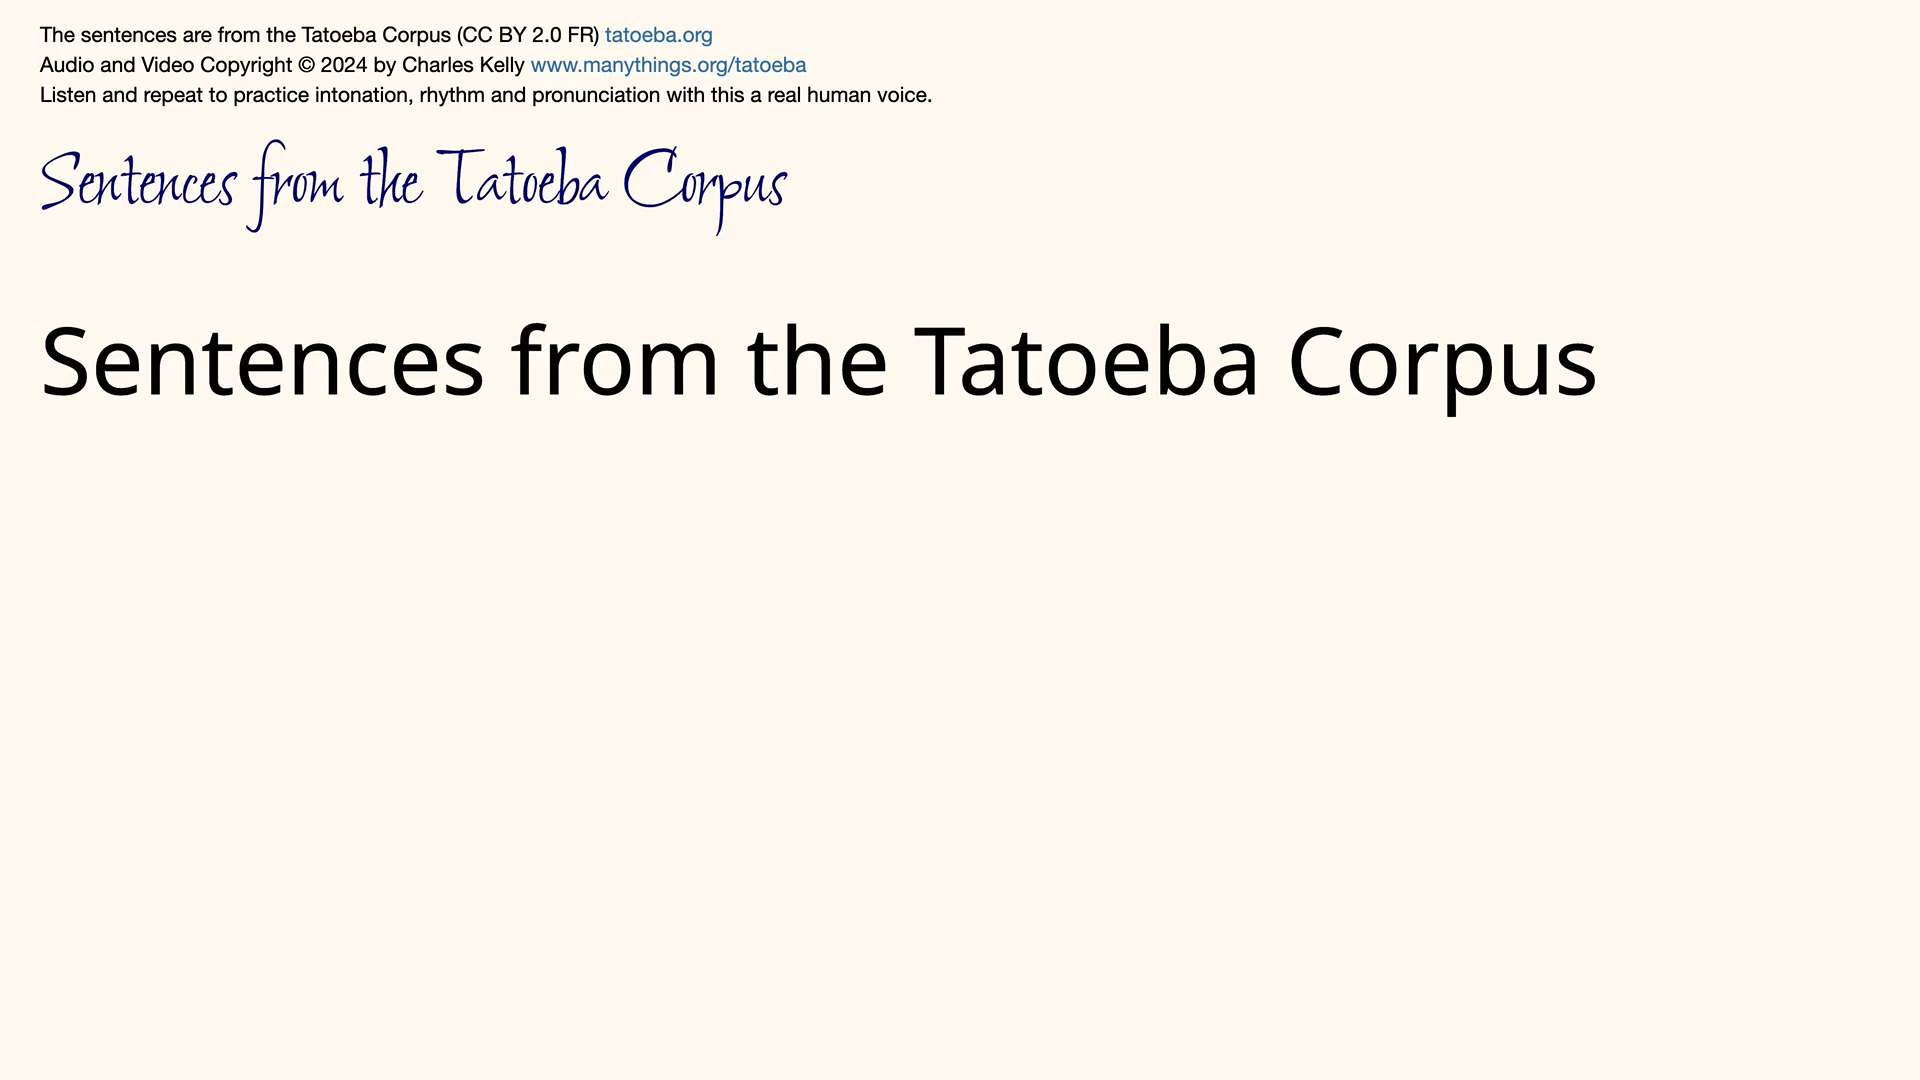 The sentences are from the Tatoeba Corpus (CC BY 2.0 FR) tatoeba.org
Audio and Video Copyright © 2024 by Charles Kelly www.manythings.org/tatoeba
Listen and repeat to practice intonation, rhythm and pronunciation with this a real human voice.
Sentences from the Tatoeba Corpus
Sentences from the Tatoeba Corpus